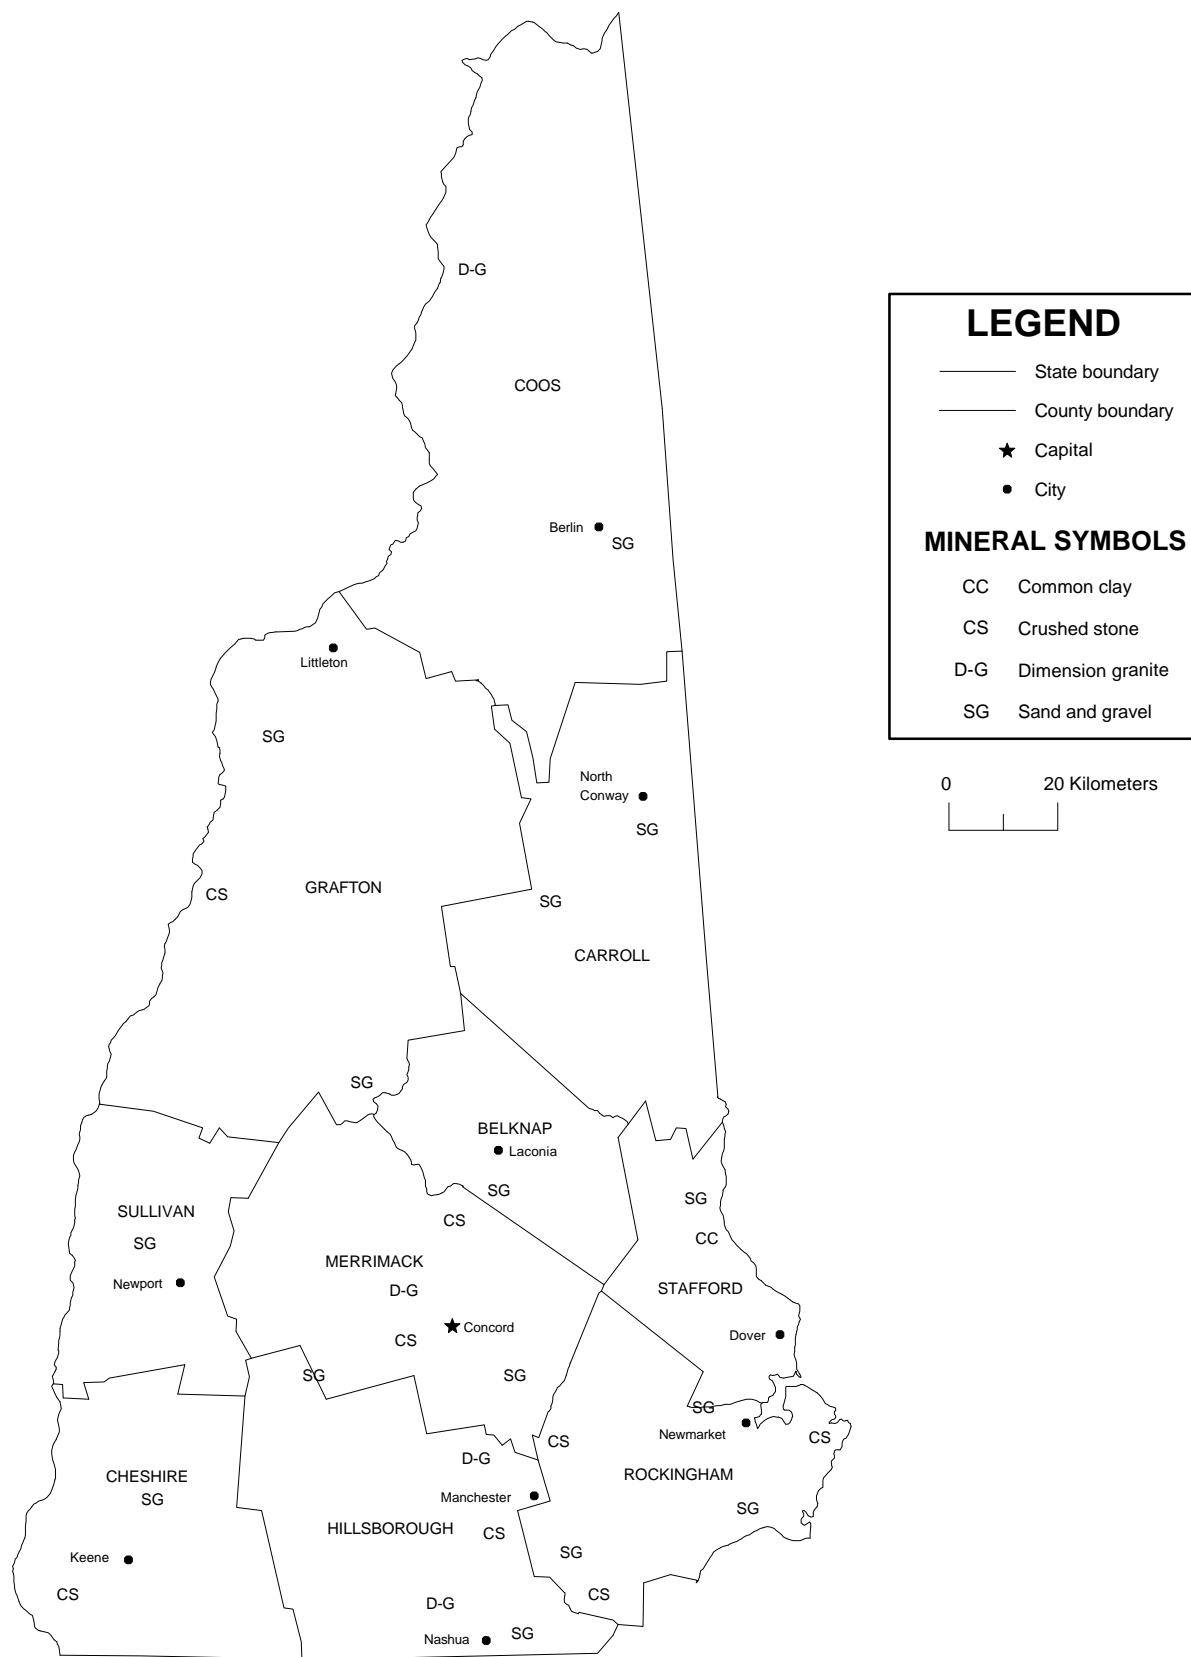 D-G
COOS
Berlin
SG
Littleton
SG
North
Conway
SG
CS
GRAFTON
SG
CARROLL
SG
BELKNAP
Laconia
SG
SG
CS
SULLIVAN
SG
CC
MERRIMACK
Newport
D-G
STAFFORD
Concord
CS
Dover
SG
SG
SG
Newmarket
CS
CS
D-G
CHESHIRE
ROCKINGHAM
SG
Manchester
SG
HILLSBOROUGH
CS
Keene
SG
CS
CS
D-G
Nashua
SG
LEGEND
State boundary
County boundary
Capital
City
MINERAL SYMBOLS
CC Common clay
CS Crushed stone
D-G Dimension granite
SG Sand and gravel
0 20 Kilometers